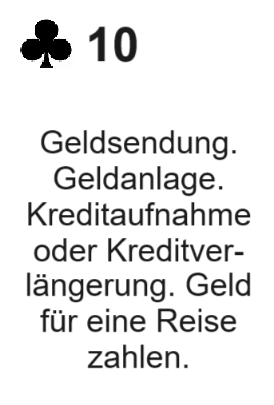 ♣ 10
Geldsendung.
Geldanlage.
Kreditaufnahme
oder Kreditver-
längerung. Geld
für eine Reise
zahlen.